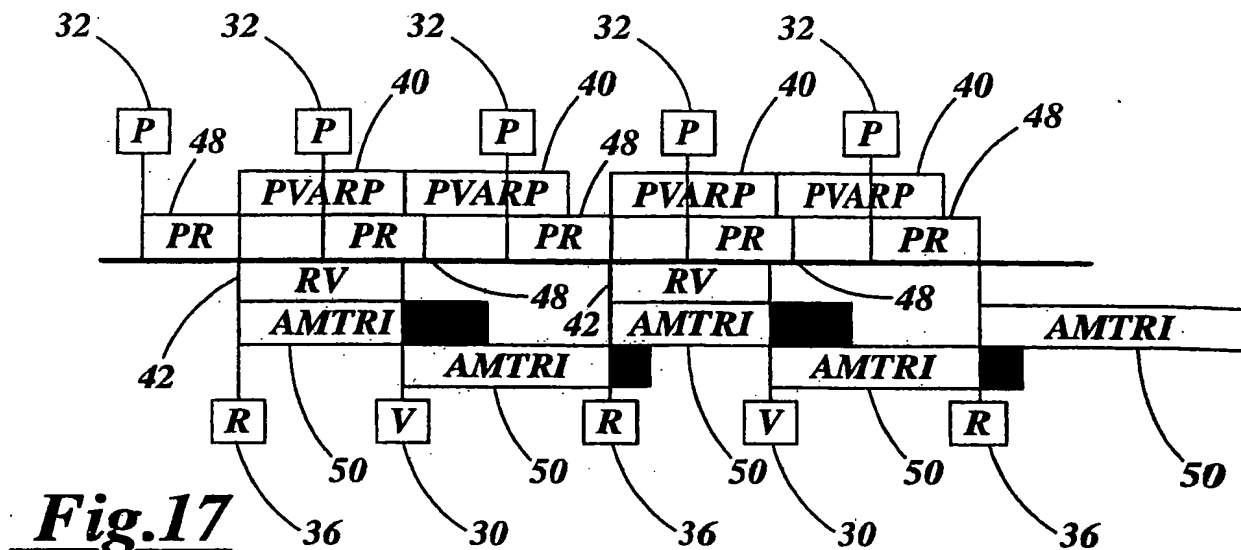 32 32 32 32 32
40 40 40 40
P P P P P
48 48 48
PVARP PVARP PVARP PVARP
PR PR PR PR PR
RV 48 RV 48
AMTRI 42 AMTRI AMTRI
42 AMTRI AMTRI
R V R V R
50 50 50 50 50
Fig.17 36 30 36 30 36